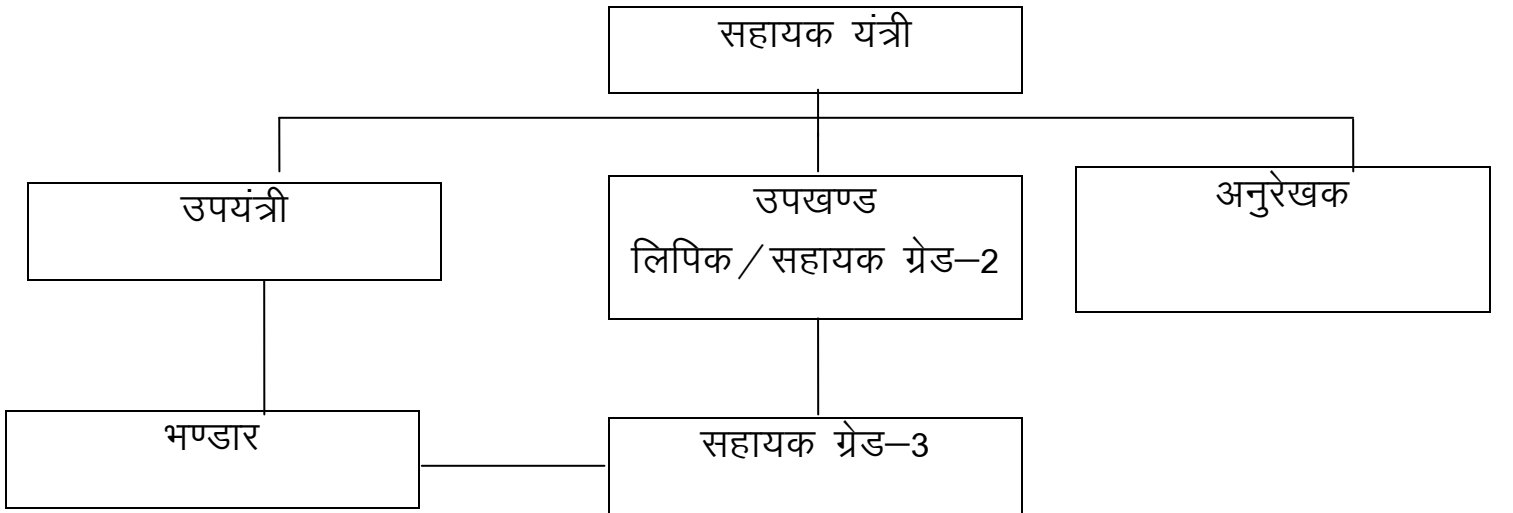 सहायक यंत्री
उपयंत्री
उपखण्ड
लिपिक/सहायक ग्रेड–2
अनुरेखक
भण्डार
सहायक ग्रेड–3